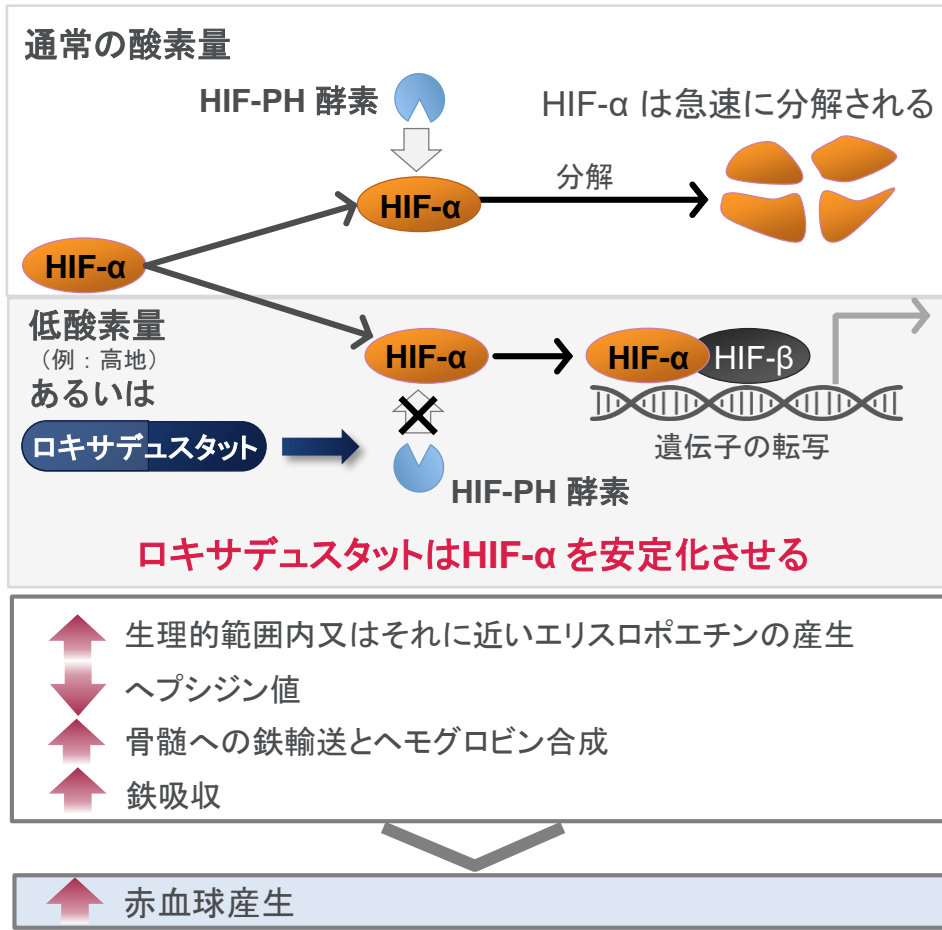 通常の酸素量
HIF-PH 酵素
HIF-α は急速に分解される
分解
HIF-α
HIF-α
低酸素量
（例：高地）
あるいは
ロキサデュスタット
HIF-α
HIF-α
HIF-β
遺伝子の転写
HIF-PH 酵素
ロキサデュスタットはHIF-α を安定化させる
生理的範囲内又はそれに近いエリスロポエチンの産生
ヘプシジン値
骨髄への鉄輸送とヘモグロビン合成
鉄吸収
赤血球産生